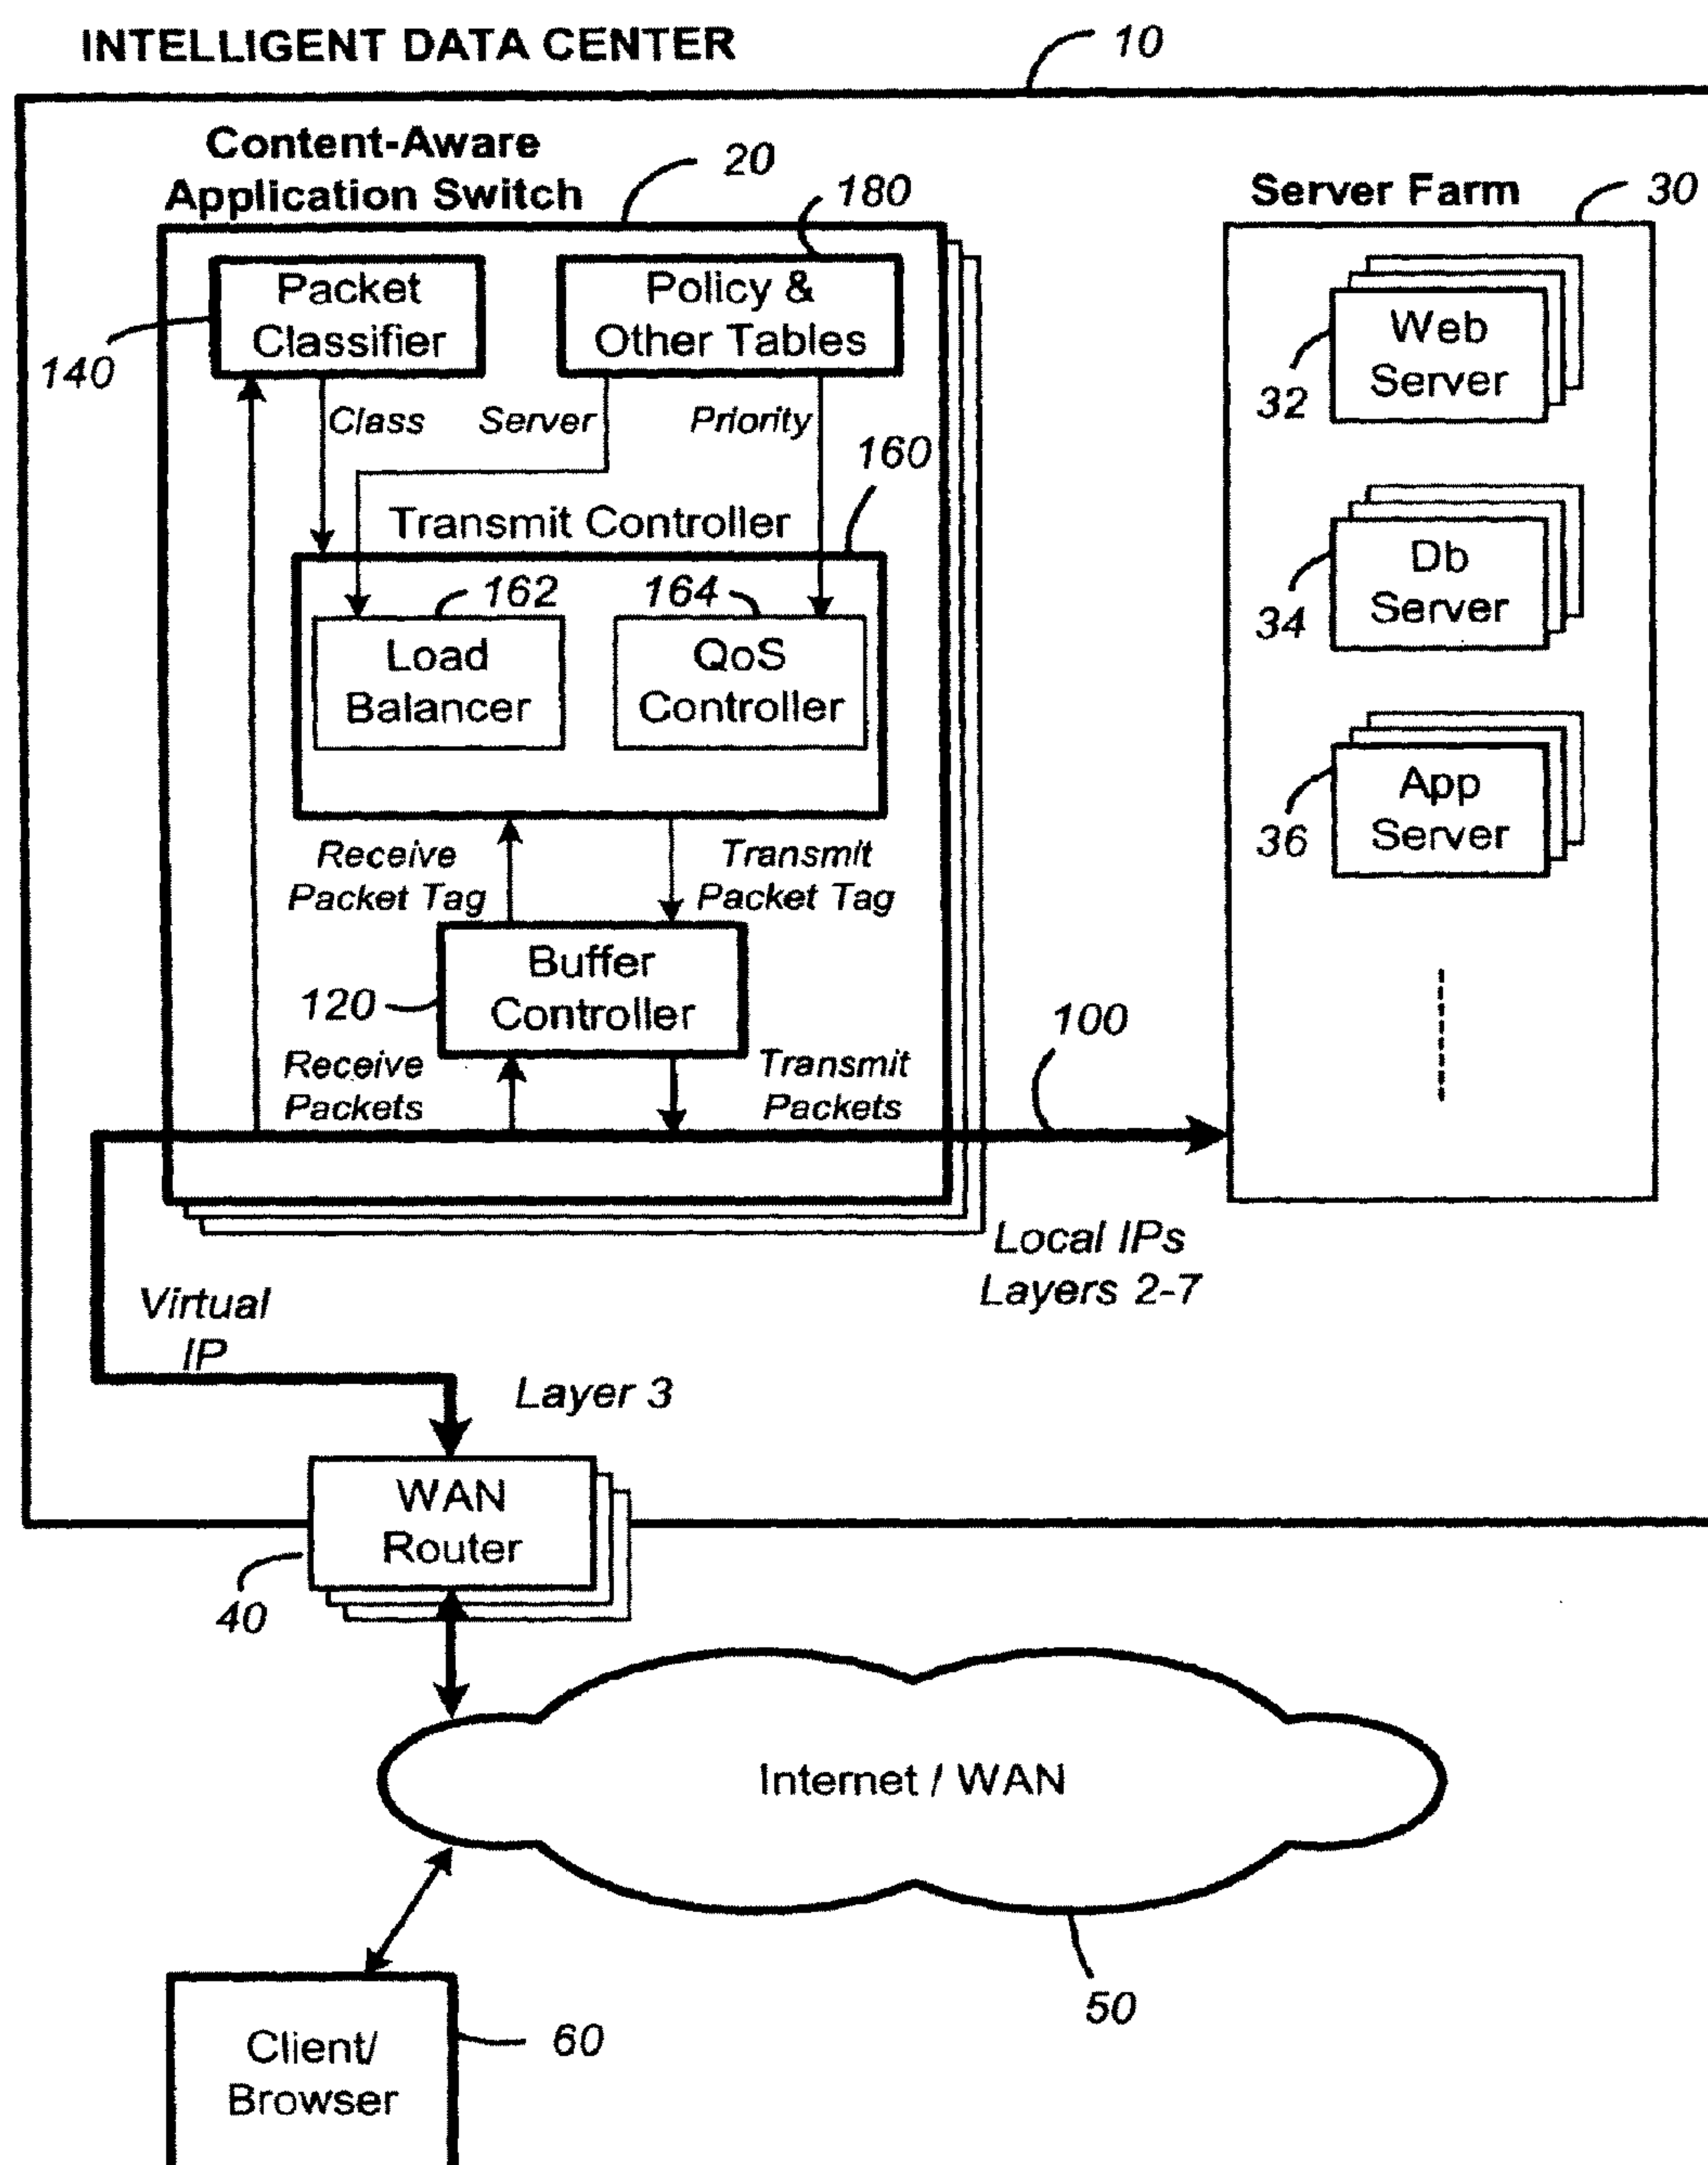 INTELLIGENT DATA CENTER
10
Content-Aware
Application Switch
20
180
Server Farm
30
Packet
Classifier
140
Policy &
Other Tables
Web
Server
32
Class
Server
Priority
160
Transmit Controller
162
164
Load
Balancer
QoS
Controller
Db
Server
34
App
Server
36
Receive
Packet Tag
Transmit
Packet Tag
Buffer
Controller
120
100
Receive
Packets
Transmit
Packets
Local IPs
Layers 2-7
Virtual
IP
Layer 3
WAN
Router
40
Internet / WAN
50
Client/
Browser
60